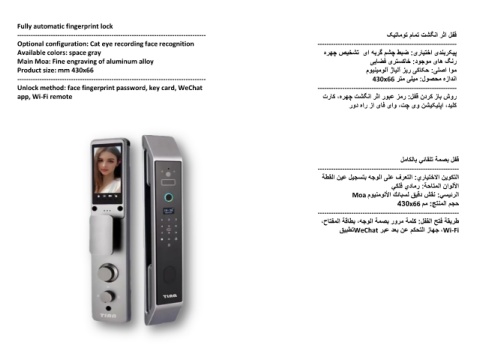 Fully automatic fingerprint lock
Optional configuration: Cat eye recording face recognition
Available colors: space gray
Main Moa: Fine engraving of aluminum alloy
Product size: mm 430x66
Unlock method: face fingerprint password, key card, WeChat
app, Wi-Fi remote
قفل اثر انگشت تمام توماتیک
پیکربندی اختیاری: ضبط چشم گربه ای تشخیص چهره
رنگ های موجود: خاکستری فضایی
موا اصلی: حکاکی ریز آلیاژ آلومینیوم
اندازه محصول: میلی متر 430x66
روش باز کردن قفل: رمز عبور اثر انگشت چهره، کارت
کلید، اپلیکیشن وی چت، وای فای از راه دور
قفل بصمة تلقائي بالكامل
التكوين الاختياري: التعرف على الوجه بتسجيل عين القطة
الألوان المتاحة: رمادي فلكي
الرئيسي: نقش دقيق لسبائك الألومنيوم Moa
حجم المنتج: مم 430x66
طريقة فتح القفل: كلمة مرور بصمة الوجه، بطاقة المفتاح،
Wi-Fi، جهاز التحكم عن بعد عبر WeChatتطبيق